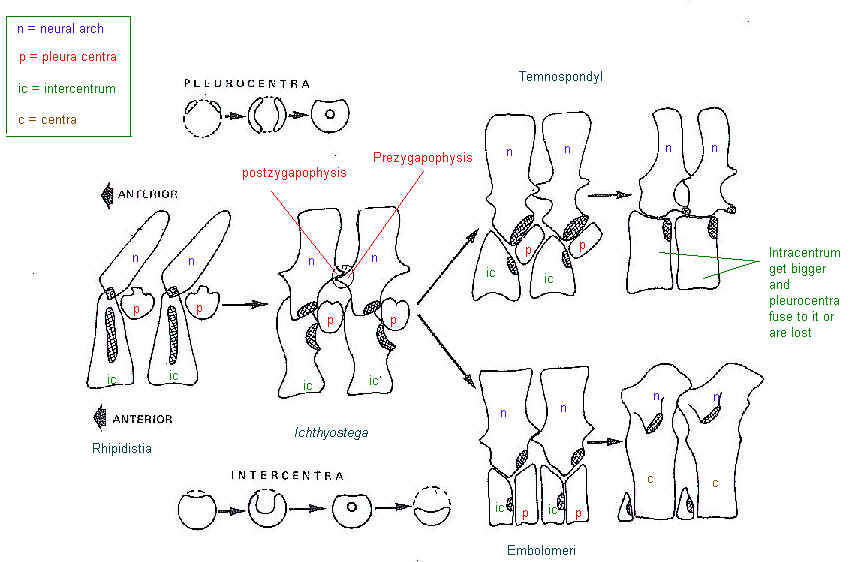 n = neural arch
p = pleura centra
ic = intercentrum
c = centra
PLEUROCENTRA
Temnospondyl
postzygapophysis
Prezygapophysis
ANTERIOR
n
n
n
n
n
n
n
n
p
p
p
p
p
p
ic
ic
ic
ic
ic
ic
Intracentrum
get bigger
and
pleurocentra
fuse to it or
are lost
ANTERIOR
Rhipidistia
Ichthyostega
INTERCENTRA
n
n
n
n
ic
p
ic
p
c
c
Embolomeri